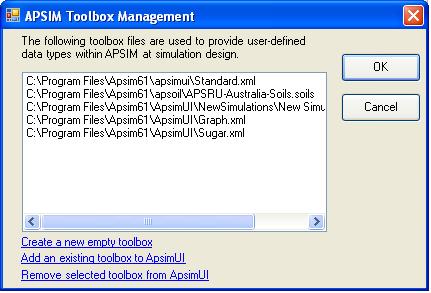 APSIM Toolbox Management
The following toolbox files are used to provide user-defined
data types within APSIM at simulation design.
C:\Program Files\Apsim61\apsimui\Standard.xml
C:\Program Files\Apsim61\apsoil\APSRU-Australia-Soils.soils
C:\Program Files\Apsim61\ApsimUI\NewSimulations\New Simu
C:\Program Files\Apsim61\ApsimUI\Graph.xml
C:\Program Files\Apsim61\ApsimUI\Sugar.xml
OK
Cancel
Create a new empty toolbox
Add an existing toolbox to ApsimUI
Remove selected toolbox from ApsimUI